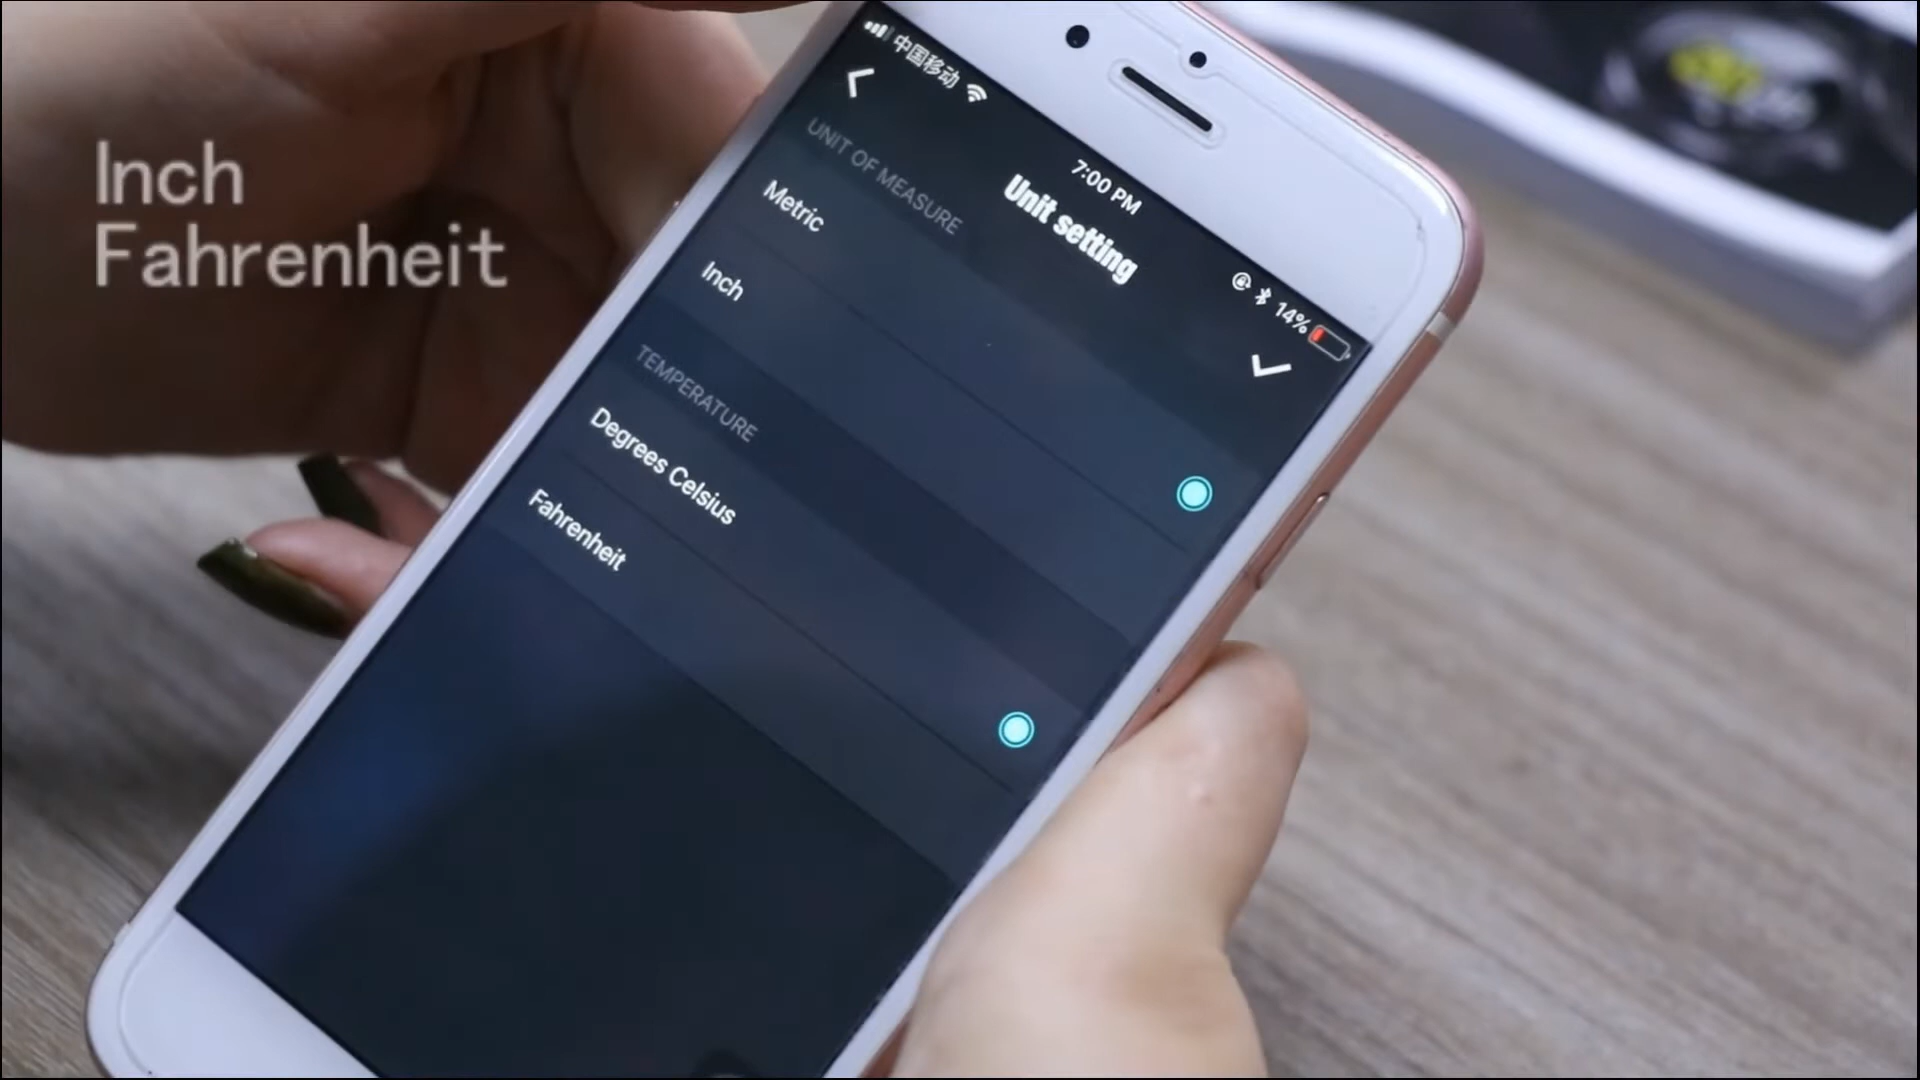 Inch
Fahrenheit
中国移动
7:00 PM
14%
Unit setting
UNIT OF MEASURE
Metric
Inch
TEMPERATURE
Degrees Celsius
Fahrenheit